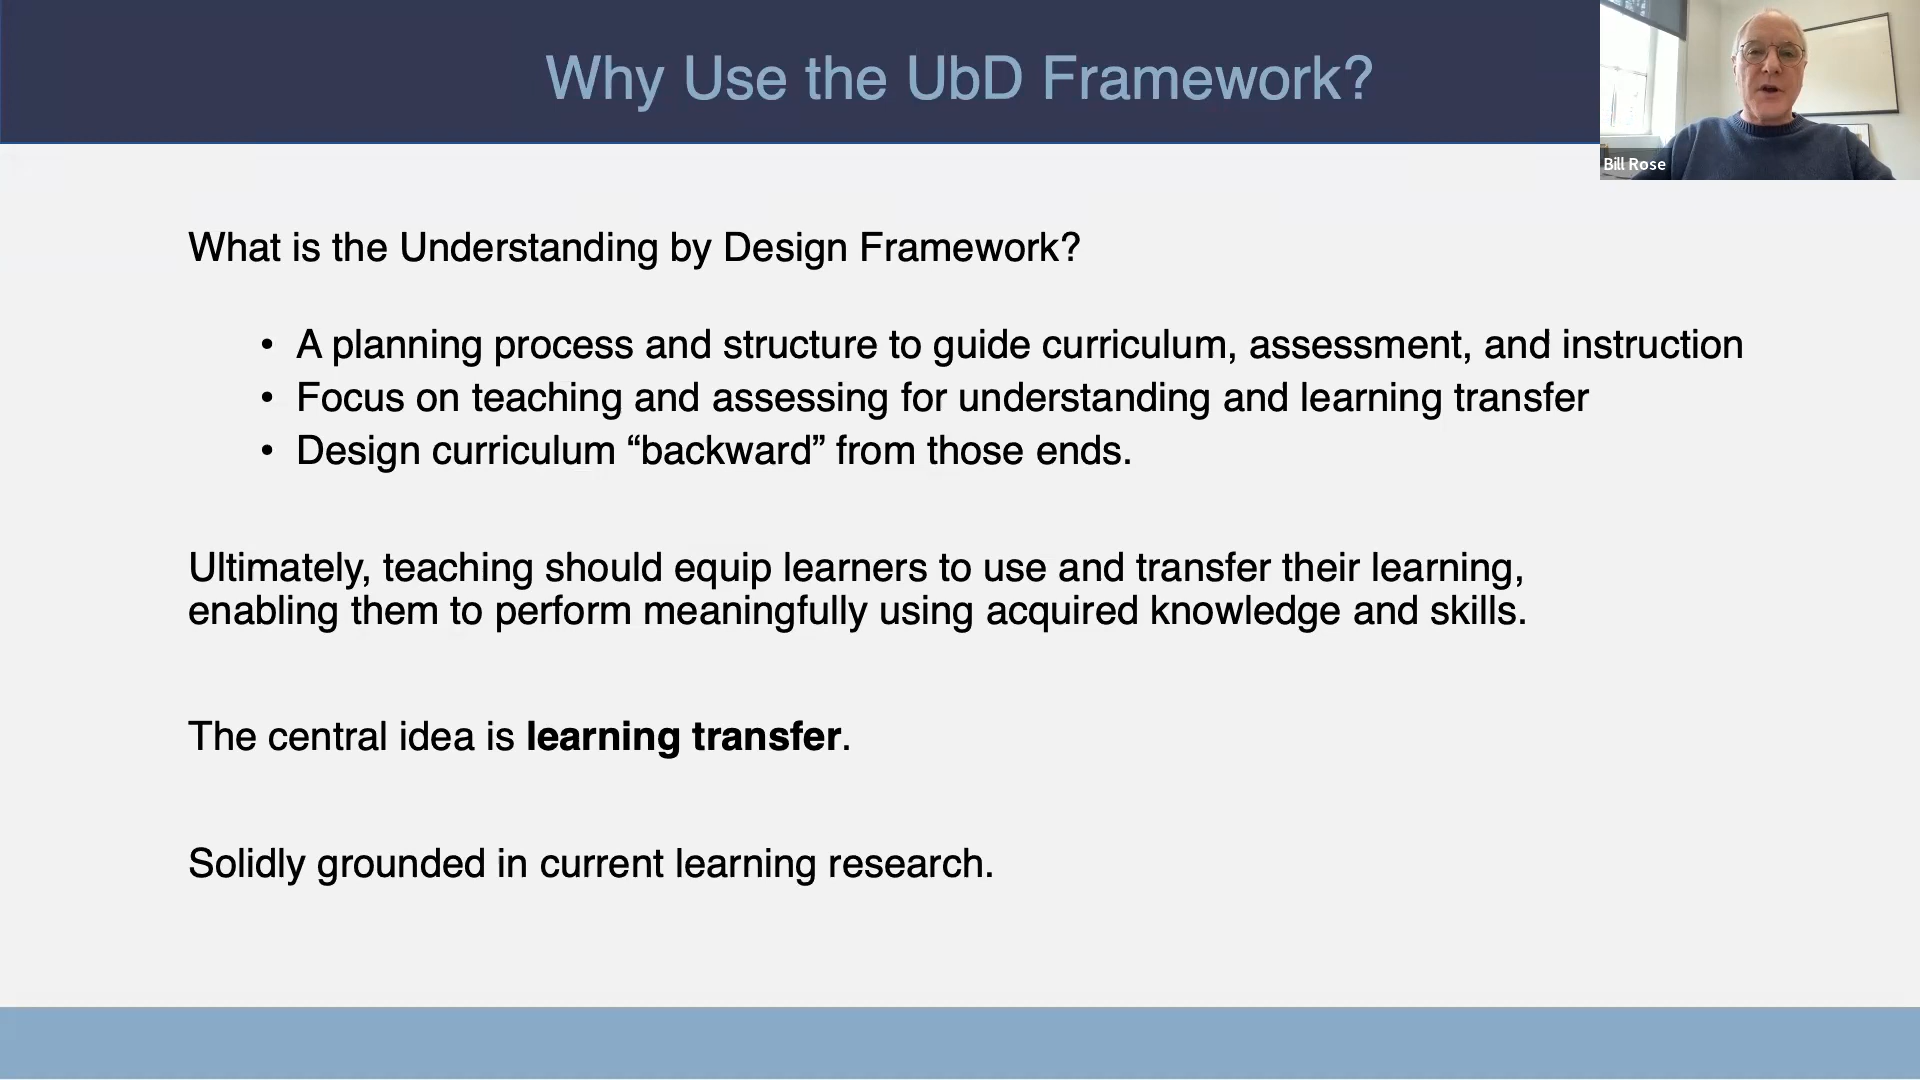 Why Use the UbD Framework?
Bill Rose
What is the Understanding by Design Framework?
• A planning process and structure to guide curriculum, assessment, and instruction
• Focus on teaching and assessing for understanding and learning transfer
• Design curriculum “backward” from those ends.
Ultimately, teaching should equip learners to use and transfer their learning,
enabling them to perform meaningfully using acquired knowledge and skills.
The central idea is learning transfer.
Solidly grounded in current learning research.